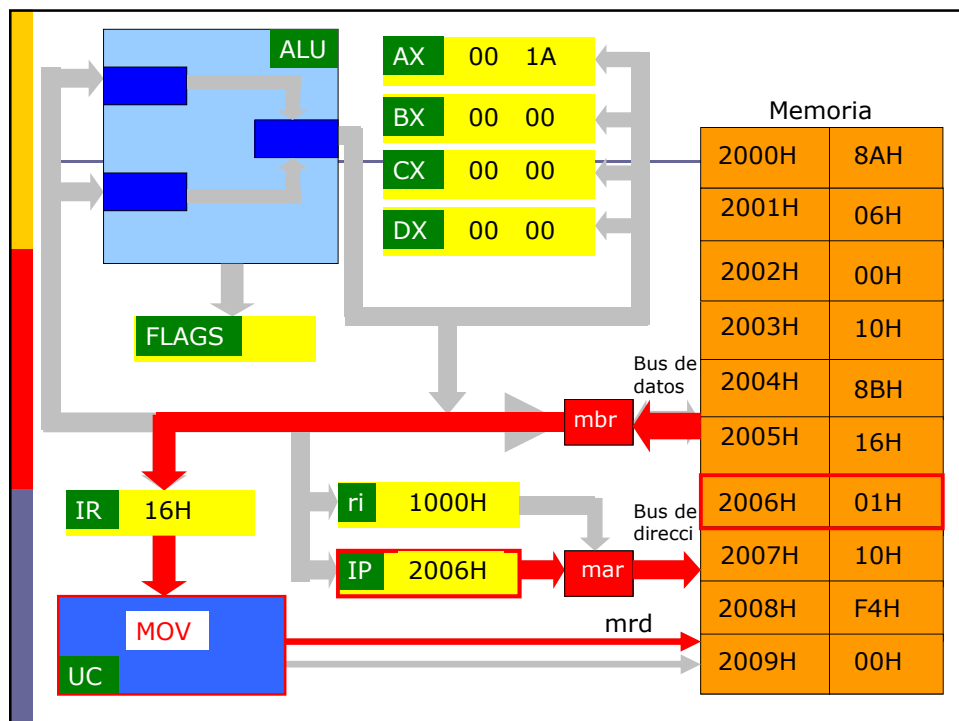 ALU
AX 00 1A
BX 00 00
CX 00 00
DX 00 00
FLAGS
Memoria
2000H 8AH
2001H 06H
2002H 00H
2003H 10H
2004H 8BH
2005H 16H
2006H 01H
2007H 10H
2008H F4H
2009H 00H
Bus de
datos
mbr
IR 16H
ri 1000H
IP 2006H
mar
Bus de
direcci
MOV
UC
mrd